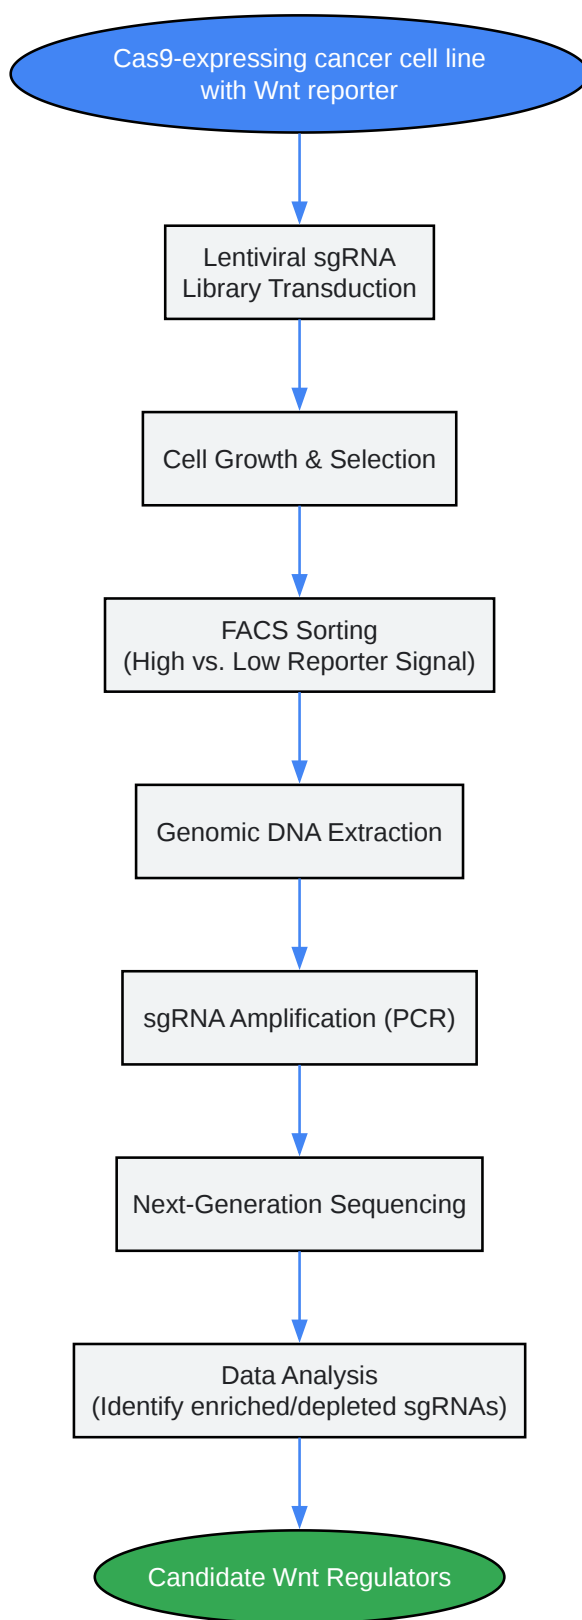 Cas9-expressing cancer cell line
with Wnt reporter
Lentiviral sgRNA
Library Transduction
Cell Growth & Selection
FACS Sorting
(High vs. Low Reporter Signal)
Genomic DNA Extraction
sgRNA Amplification (PCR)
Next-Generation Sequencing
Data Analysis
(Identify enriched/depleted sgRNAs)
Candidate Wnt Regulators